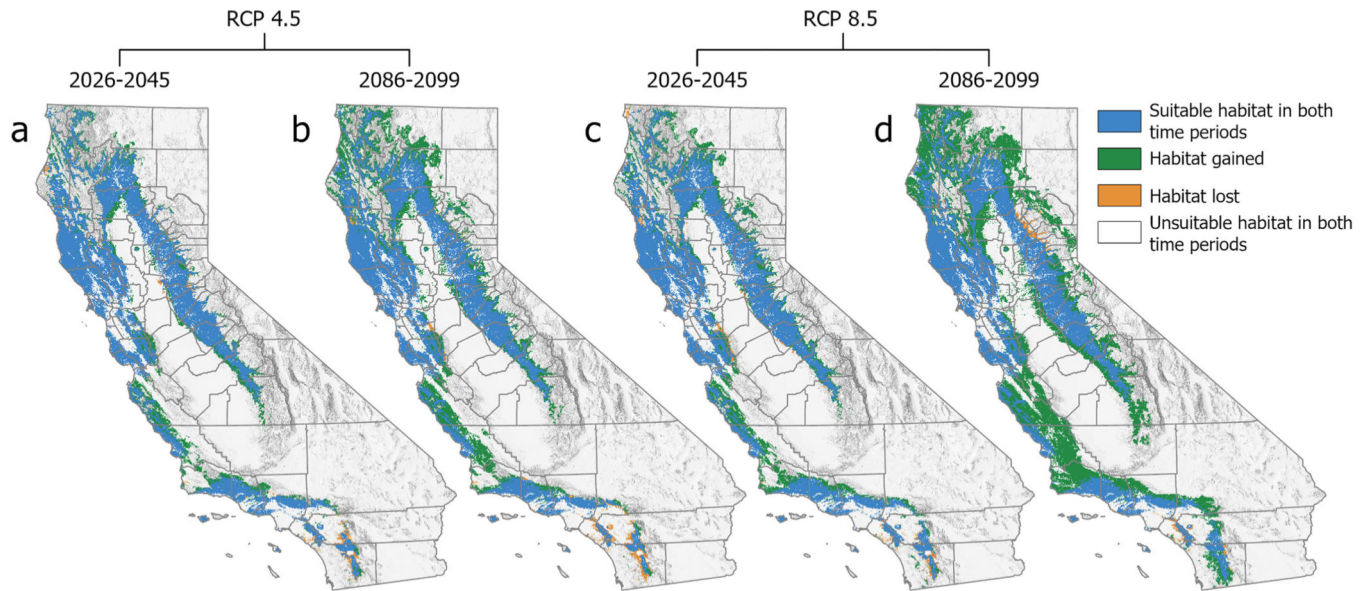 RCP 4.5
RCP 8.5
2026-2045
2086-2099
2026-2045
2086-2099
a
b
c
d
Suitable habitat in both
time periods
Habitat gained
Habitat lost
Unsuitable habitat in both
time periods